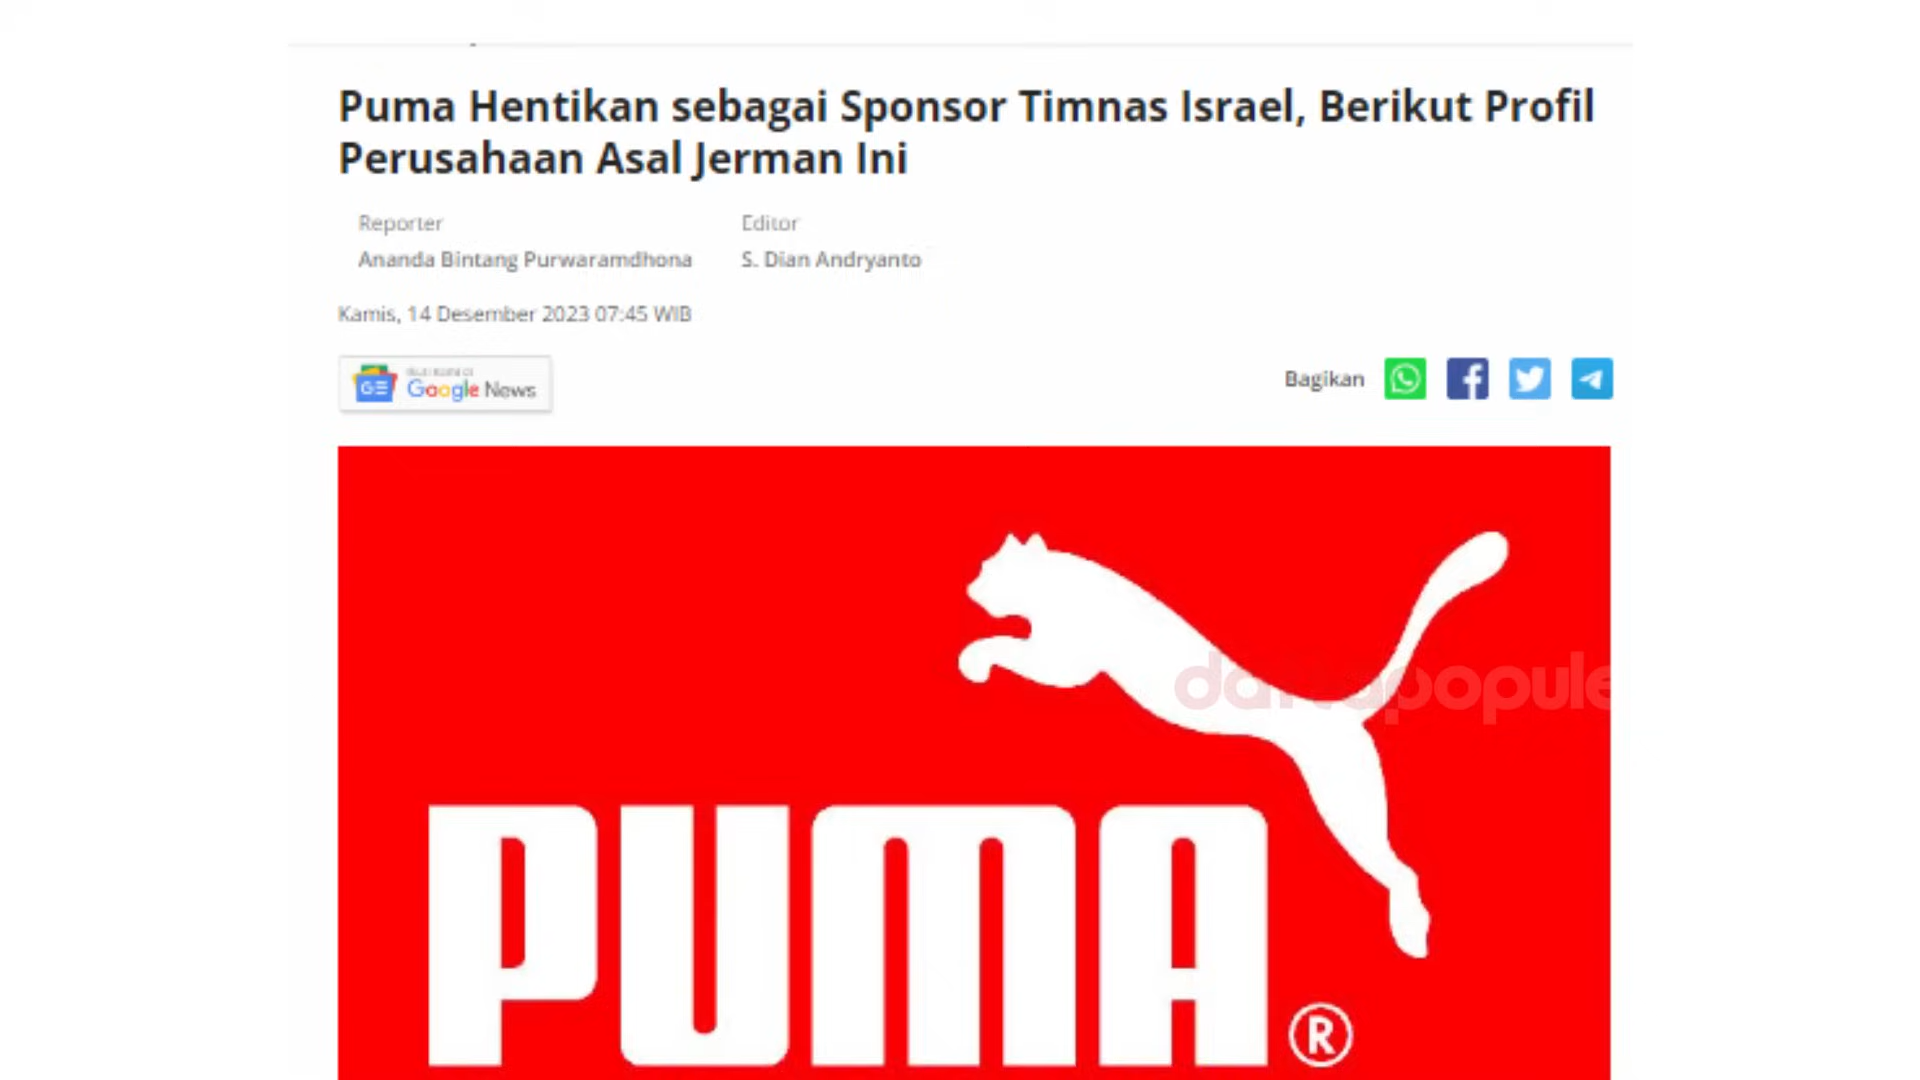 Puma Hentikan sebagai Sponsor Timnas Israel, Berikut Profil
Perusahaan Asal Jerman Ini
Reporter
Editor
Ananda Bintang Purwaramdhona
S. Dian Andryanto
Kamis, 14 Desember 2023 07:45 WIB
GE
Google News
Bagikan
PUMA
®